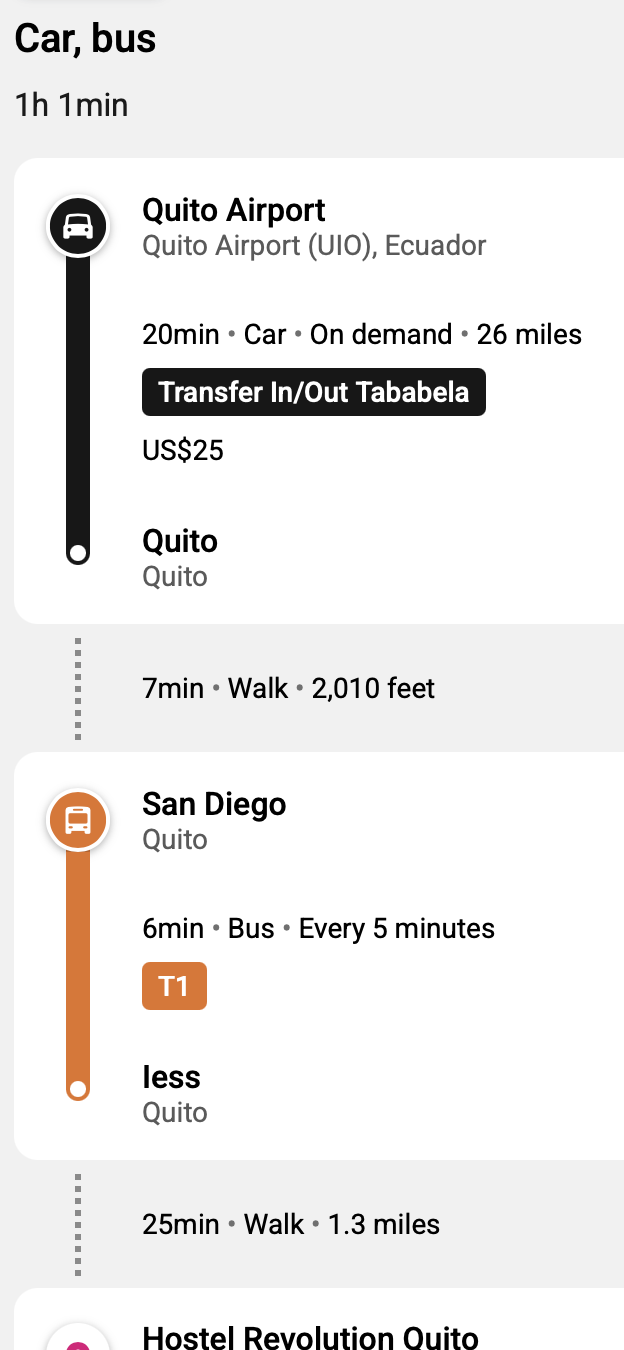 Car, bus
1h 1min
Quito Airport
Quito Airport (UIO), Ecuador
20min • Car • On demand • 26 miles
Transfer In/Out Tababela
US$25
Quito
Quito
7min • Walk • 2,010 feet
San Diego
Quito
6min • Bus • Every 5 minutes
T1
Iess
Quito
25min • Walk • 1.3 miles
Hostel Revolution Quito